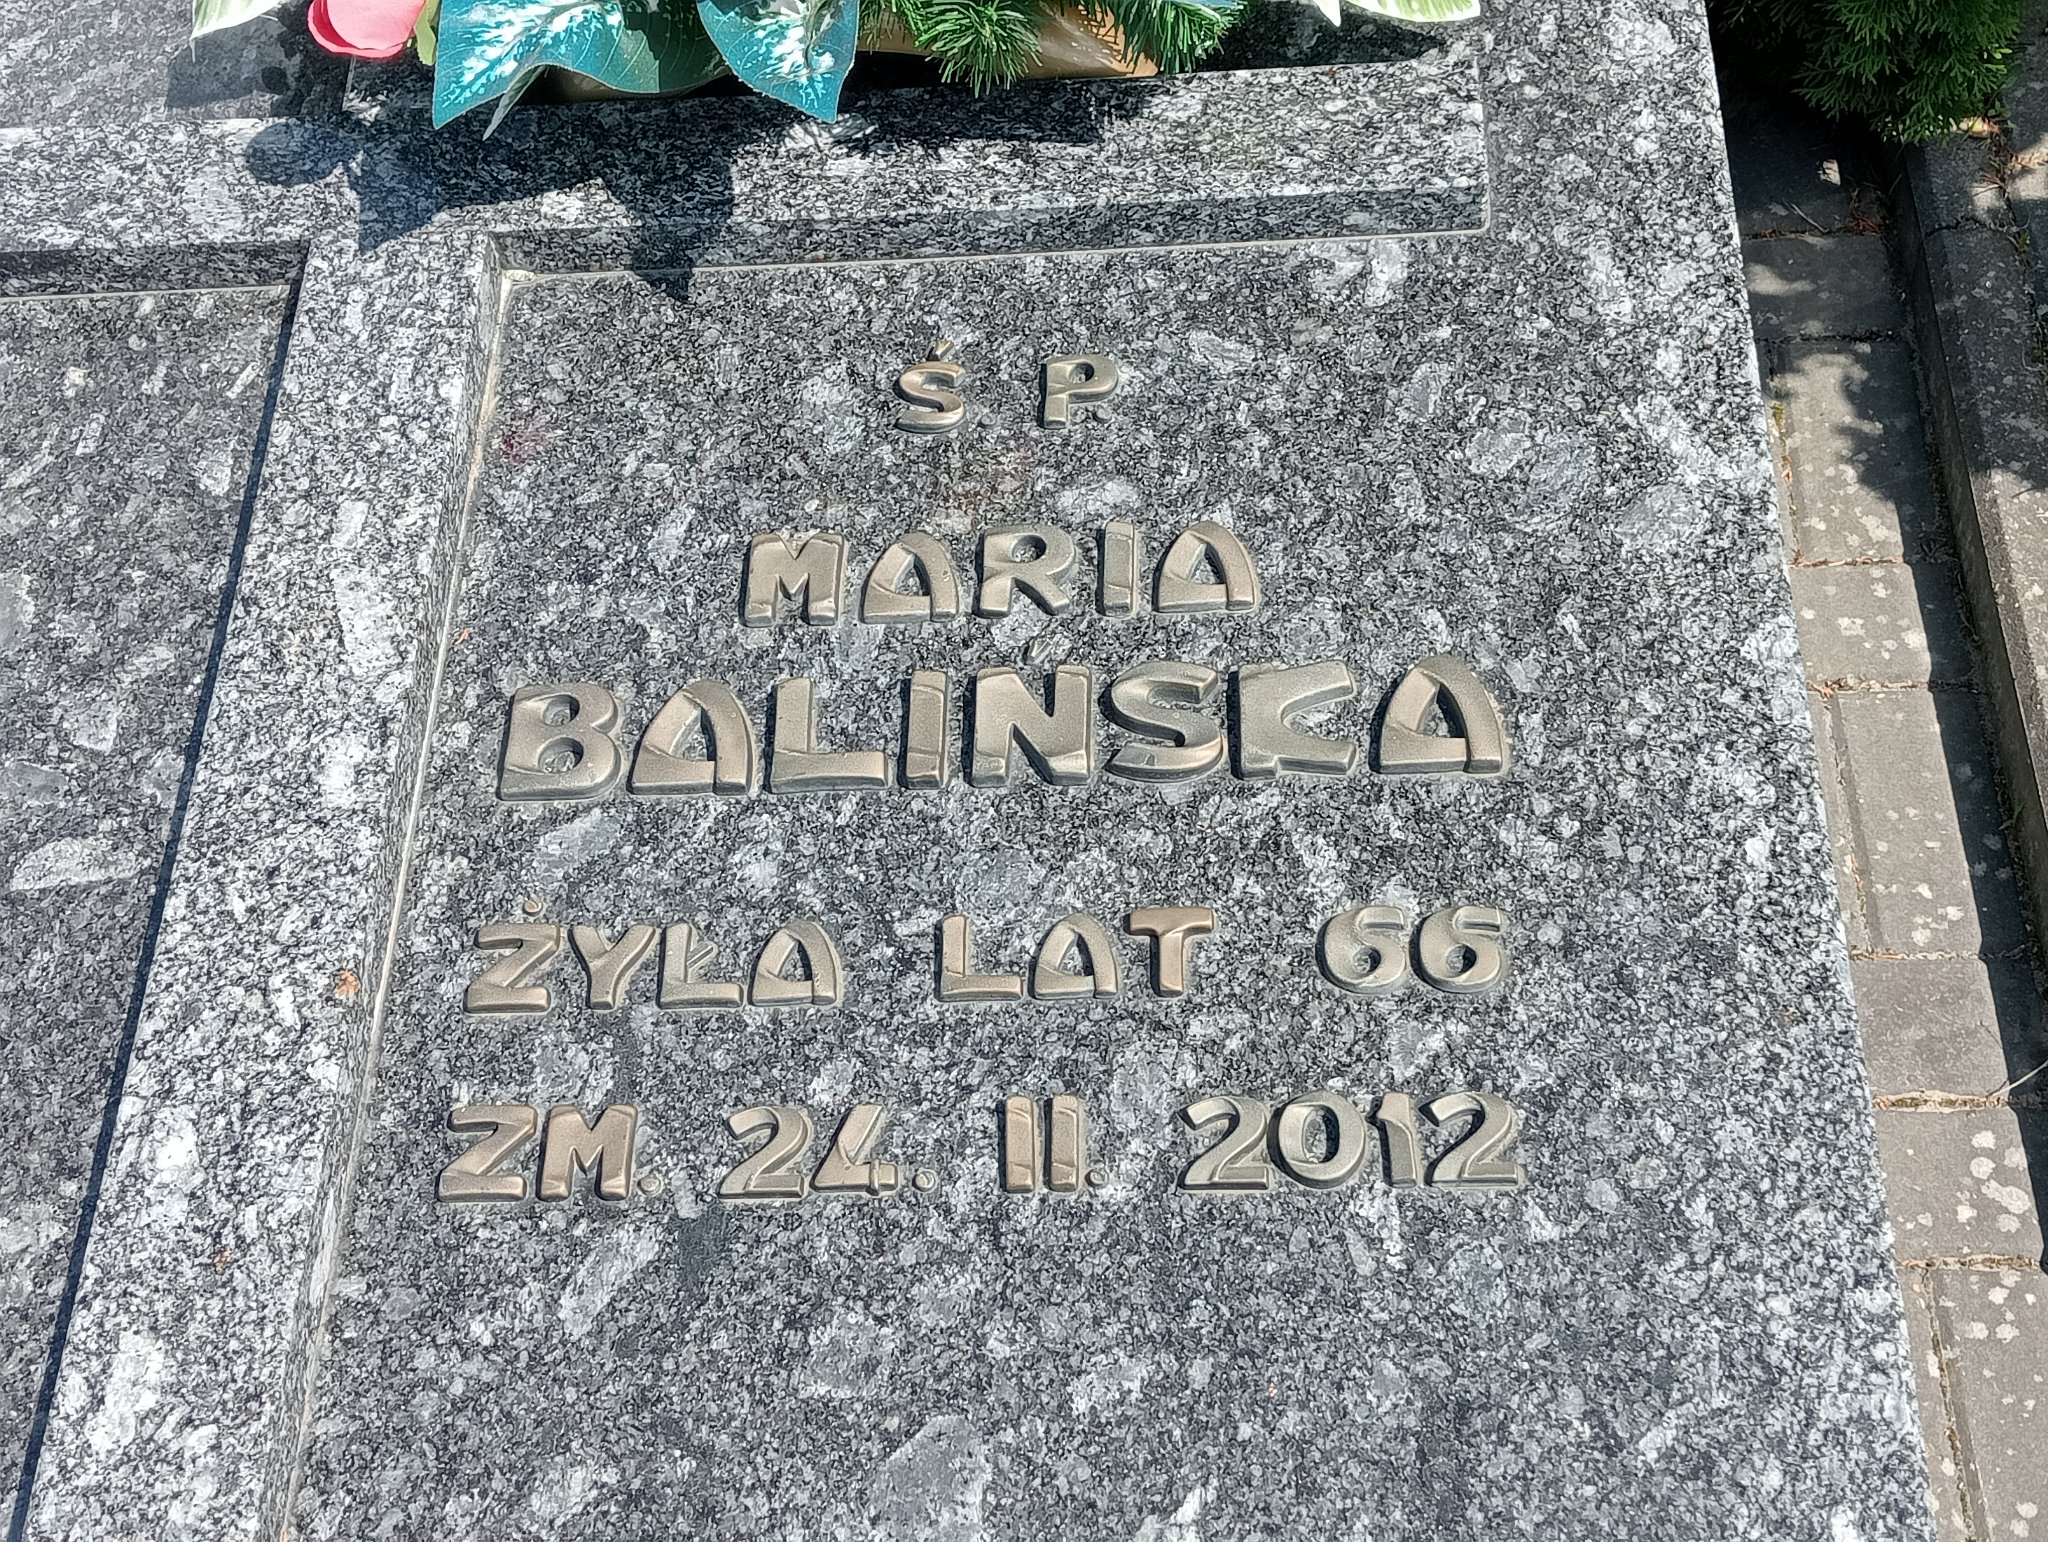 Ś. P.
MARIA
BALIŃSKA
ŻYŁA LAT 66
ZM. 24. II. 2012